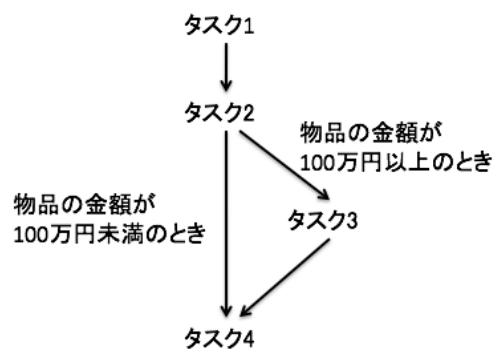 タスク1
タスク2
物品の金額が
100万円以上のとき
物品の金額が
100万円未満のとき
タスク3
タスク4